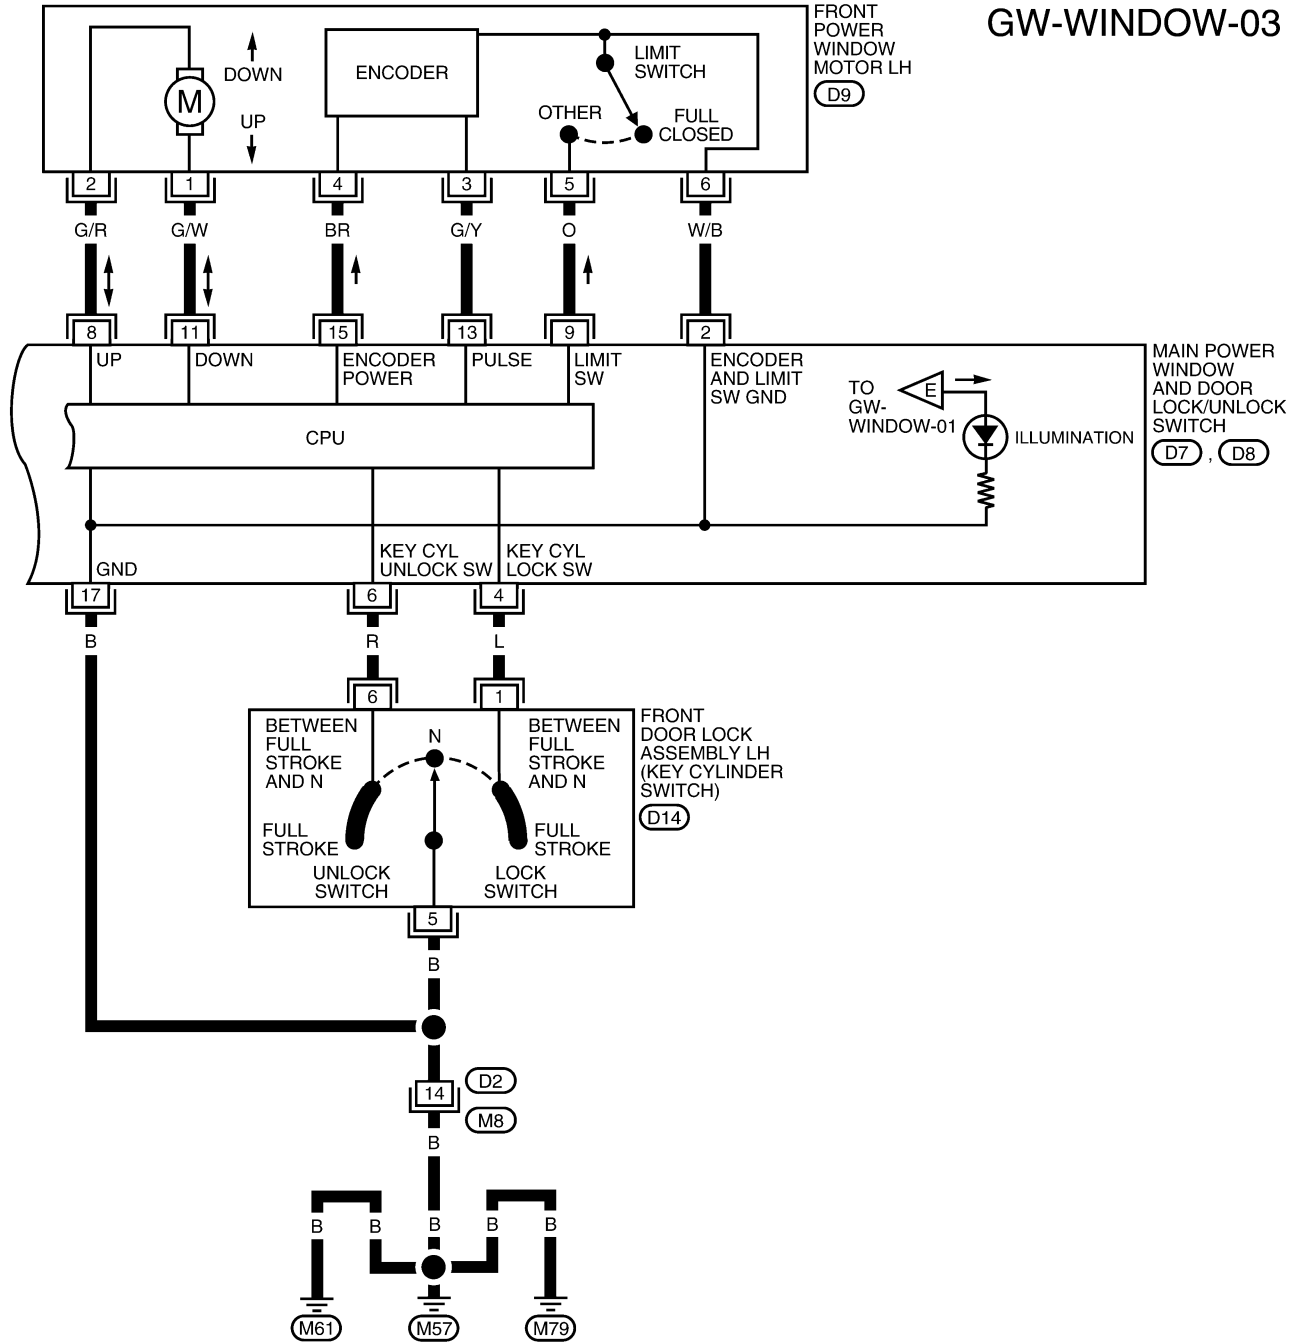 GW-WINDOW-03
FRONT
POWER
WINDOW
MOTOR LH
D9
M
DOWN
UP
ENCODER
LIMIT
SWITCH
OTHER
FULL
CLOSED
2 1 4 3 5 6
G/R G/W BR G/Y O W/B
8 11 15 13 9 2
UP
DOWN
ENCODER
POWER
PULSE
LIMIT
SW
ENCODER
AND LIMIT
SW GND
CPU
TO
GW-
WINDOW-01
E
ILLUMINATION
MAIN POWER
WINDOW
AND DOOR
LOCK/UNLOCK
SWITCH
D7 , D8
GND
KEY CYL
UNLOCK SW
KEY CYL
LOCK SW
17 6 4
B R L
6 1
BETWEEN
FULL
STROKE
AND N
N
BETWEEN
FULL
STROKE
AND N
FULL
STROKE
FULL
STROKE
UNLOCK
SWITCH
LOCK
SWITCH
FRONT
DOOR LOCK
ASSEMBLY LH
(KEY CYLINDER
SWITCH)
D14
5
B
14
D2
M8
B
B B B B B
M61 M57 M79